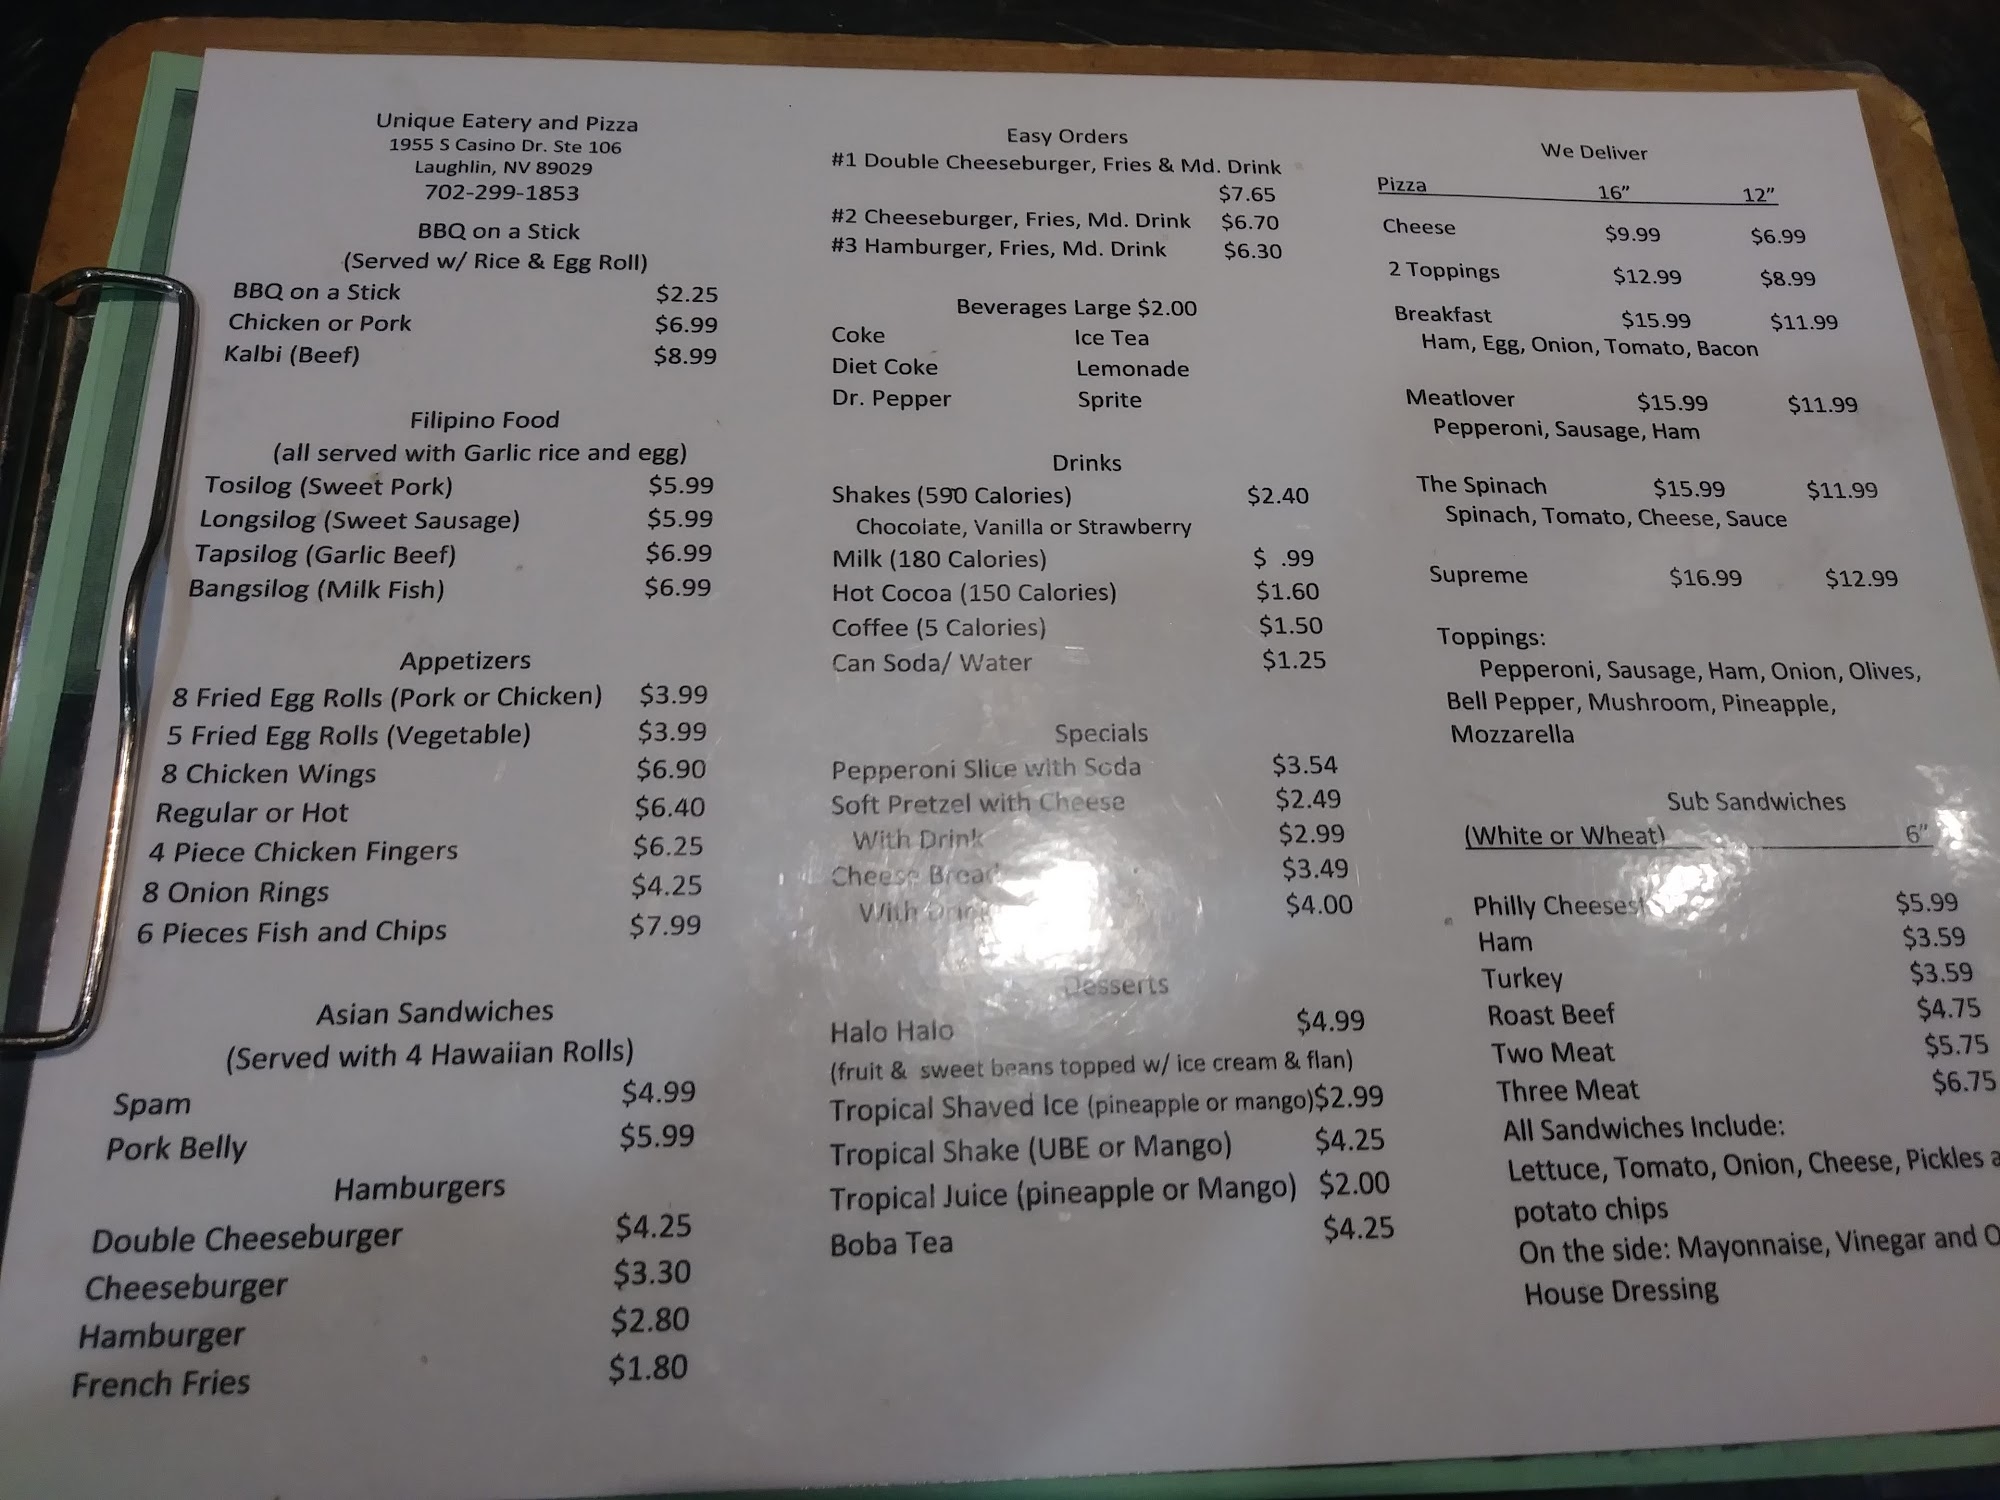 Unique Eatery and Pizza
1955 S Casino Dr. Ste 106
Laughlin, NV 89029
702-299-1853
BBQ on a Stick
(Served w/ Rice & Egg Roll)
BBQ on a Stick $2.25
Chicken or Pork $6.99
Kalbi (Beef) $8.99
Filipino Food
(all served with Garlic rice and egg)
Tosilog (Sweet Pork) $5.99
Longsilog (Sweet Sausage) $5.99
Tapsilog (Garlic Beef) $6.99
Bangsilog (Milk Fish) $6.99
Appetizers
8 Fried Egg Rolls (Pork or Chicken) $3.99
5 Fried Egg Rolls (Vegetable) $3.99
8 Chicken Wings $6.90
Regular or Hot $6.40
4 Piece Chicken Fingers $6.25
8 Onion Rings $4.25
6 Pieces Fish and Chips $7.99
Asian Sandwiches
(Served with 4 Hawaiian Rolls)
Spam $4.99
Pork Belly $5.99
Hamburgers
Double Cheeseburger $4.25
Cheeseburger $3.30
Hamburger $2.80
French Fries $1.80
Easy Orders
#1 Double Cheeseburger, Fries & Md. Drink
$7.65
#2 Cheeseburger, Fries, Md. Drink $6.70
#3 Hamburger, Fries, Md. Drink $6.30
Beverages Large $2.00
Coke Ice Tea
Diet Coke Lemonade
Dr. Pepper Sprite
Drinks
Shakes (590 Calories) $2.40
Chocolate, Vanilla or Strawberry
Milk (180 Calories) $ .99
Hot Cocoa (150 Calories) $1.60
Coffee (5 Calories) $1.50
Can Soda/ Water $1.25
Specials
Pepperoni Slice with Soda $3.54
Soft Pretzel with Cheese $2.49
With Drink $2.99
Cheese Bread $3.49
With Drink $4.00
Desserts
Halo Halo $4.99
(fruit & sweet beans topped w/ ice cream & flan)
Tropical Shaved Ice (pineapple or mango)$2.99
Tropical Shake (UBE or Mango) $4.25
Tropical Juice (pineapple or Mango) $2.00
Boba Tea $4.25
We Deliver
Pizza 16” 12”
Cheese $9.99 $6.99
2 Toppings $12.99 $8.99
Breakfast $15.99 $11.99
Ham, Egg, Onion, Tomato, Bacon
Meatlover $15.99 $11.99
Pepperoni, Sausage, Ham
The Spinach $15.99 $11.99
Spinach, Tomato, Cheese, Sauce
Supreme $16.99 $12.99
Toppings:
Pepperoni, Sausage, Ham, Onion, Olives,
Bell Pepper, Mushroom, Pineapple,
Mozzarella
Sub Sandwiches
(White or Wheat) 6”
Philly $5.99
Ham $3.59
Turkey $3.59
Roast Beef $4.75
Two Meat $5.75
Three Meat $6.75
All Sandwiches Include:
Lettuce, Tomato, Onion, Cheese, Pickles
potato chips
On the side: Mayonnaise, Vinegar and
House Dressing